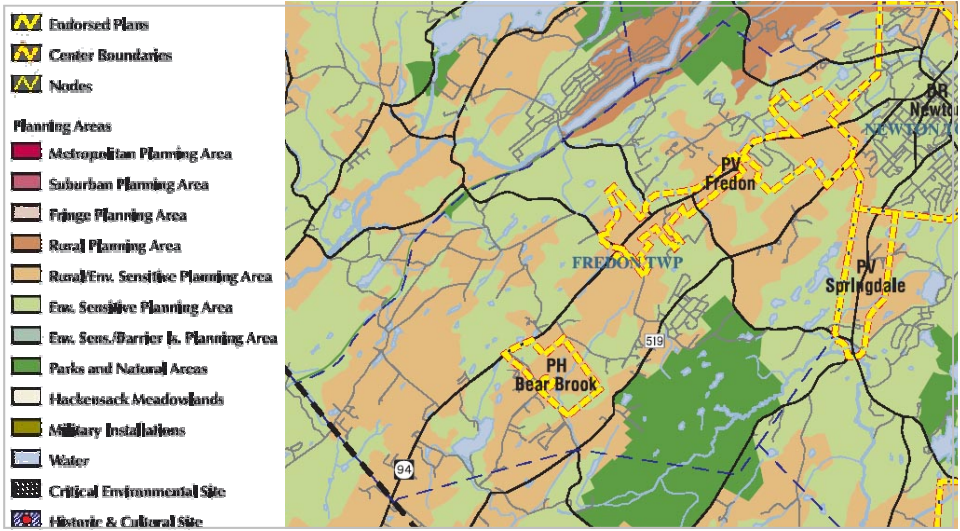 Endorsed Plans
Center Boundaries
Nodes
Planning Areas
Metropolitan Planning Area
Suburban Planning Area
Fringe Planning Area
Rural Planning Area
Rural/Env. Sensitive Planning Area
Env. Sensitive Planning Area
Env. Sens./Barrier Is. Planning Area
Parks and Natural Areas
Hackensack Meadowlands
Military Installations
Water
Critical Environmental Site
Historic & Cultural Site
Newto
NEWTON
PV
Fredon
FREDON TWP
PV
Springdale
519
PH
Bear Brook
94